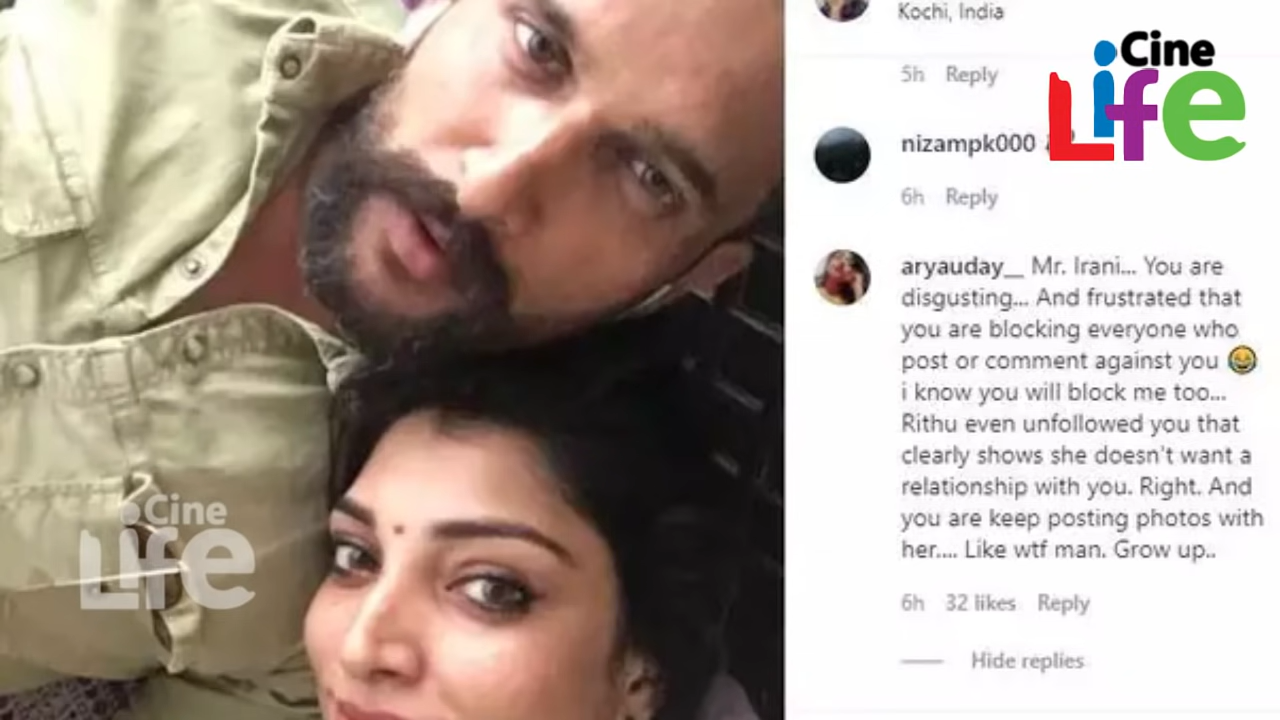 Kochi, India
Cine
Life
5h Reply
nizampk000
6h Reply
aryauday__ Mr. Irani... You are
disgusting... And frustrated that
you are blocking everyone who
post or comment against you 😂
i know you will block me too...
Rithu even unfollowed you that
clearly shows she doesn't want a
relationship with you. Right. And
you are keep posting photos with
her.... Like wtf man. Grow up..
6h 32 likes Reply
Hide replies
Cine
Life